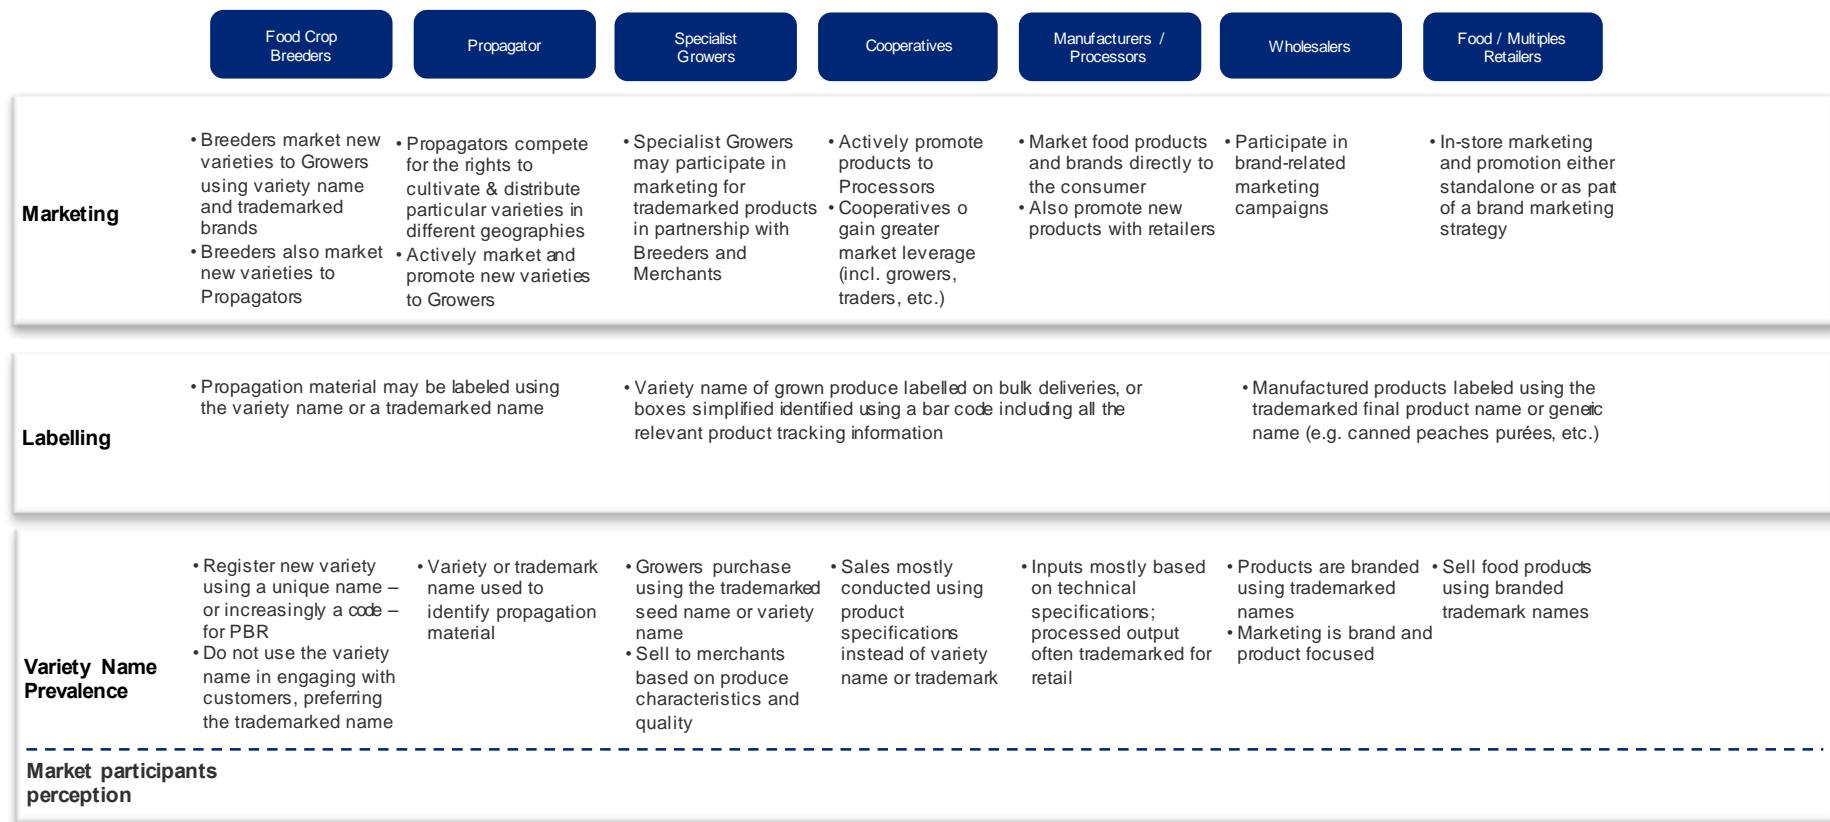 Food Crop
Breeders
Propagator
Specialist
Growers
Cooperatives
Manufacturers /
Processors
Wholesalers
Food / Multiples
Retailers
Marketing
• Breeders market new
varieties to Growers
using variety name
and trademarked
brands
• Breeders also market
new varieties to
Propagators
• Propagators compete
for the rights to
cultivate & distribute
particular varieties in
different geographies
• Actively market and
promote new varieties
to Growers
• Specialist Growers
may participate in
marketing for
trademarked products
in partnership with
Breeders and
Merchants
• Actively promote
products to
Processors
• Cooperatives o
gain greater
market leverage
(incl. growers,
traders, etc.)
• Market food products
and brands directly to
the consumer
• Also promote new
products with retailers
• Participate in
brand-related
marketing
campaigns
• In-store marketing
and promotion either
standalone or as part
of a brand marketing
strategy
Labelling
• Propagation material may be labeled using
the variety name or a trademarked name
• Variety name of grown produce labelled on bulk deliveries, or
boxes simplified identified using a bar code including all the
relevant product tracking information
• Manufactured products labeled using the
trademarked final product name or generic
name (e.g. canned peaches purées, etc.)
Variety Name
Prevalence
• Register new variety
using a unique name –
or increasingly a code –
for PBR
• Do not use the variety
name in engaging with
customers, preferring
the trademarked name
• Variety or trademark
name used to
identify propagation
material
• Growers purchase
using the trademarked
seed name or variety
name
• Sell to merchants
based on produce
characteristics and
quality
• Sales mostly
conducted using
product
specifications
instead of variety
name or trademark
• Inputs mostly based
on technical
specifications;
processed output
often trademarked for
retail
• Products are branded
using trademarked
names
• Marketing is brand and
product focused
• Sell food products
using branded
trademark names
Market participants
perception